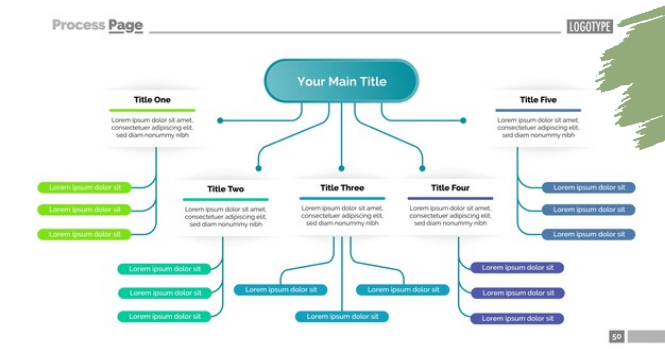 Process Page
LOGOTYPE
Your Main Title
Title One
Lorem ipsum dolor sit amet,
consectetuer adipiscing elit,
sed diam nonummy nibh
Lorem ipsum dolor sit
Lorem ipsum dolor sit
Lorem ipsum dolor sit
Title Two
Lorem ipsum dolor sit amet,
consectetuer adipiscing elit,
sed diam nonummy nibh
Lorem ipsum dolor sit
Lorem ipsum dolor sit
Lorem ipsum dolor sit
Title Three
Lorem ipsum dolor sit amet,
consectetuer adipiscing elit,
sed diam nonummy nibh
Lorem ipsum dolor sit
Lorem ipsum dolor sit
Lorem ipsum dolor sit
Title Four
Lorem ipsum dolor sit amet,
consectetuer adipiscing elit,
sed diam nonummy nibh
Lorem ipsum dolor sit
Lorem ipsum dolor sit
Lorem ipsum dolor sit
Title Five
Lorem ipsum dolor sit amet,
consectetuer adipiscing elit,
sed diam nonummy nibh
Lorem ipsum dolor sit
Lorem ipsum dolor sit
Lorem ipsum dolor sit
50